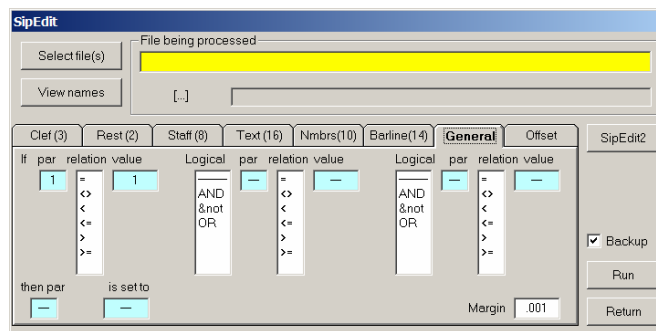 SipEdit
File being processed
Select file(s)
View names
[...]
Clef (3) Rest (2) Staff (8) Text (16) Nmbrs(10) Barline(14) General Offset
SipEdit2
If par relation value Logical par relation value Logical par relation value
1 = 1 —— — = — —— — = —
<> AND <> AND <>
< &not < &not <
<= OR <= OR <=
> > >
>= >= >=
Backup
Run
then par is set to
— — Margin .001
Return